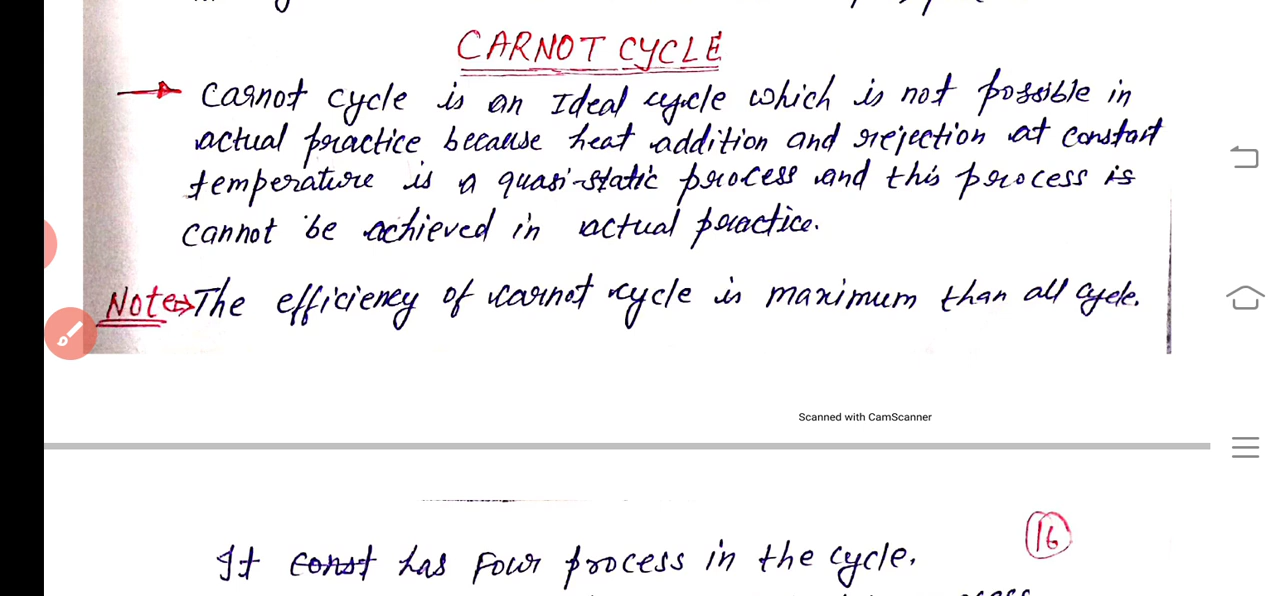 CARNOT CYCLE
Carnot cycle is an Ideal cycle which is not possible in
actual practice because heat addition and rejection at constant
temperature is a quasi-static process and this process is
cannot be achieved in actual practice.
Note⇒The efficiency of carnot cycle is maximum than all cycle.
Scanned with CamScanner
16
It const has Four process in the cycle.